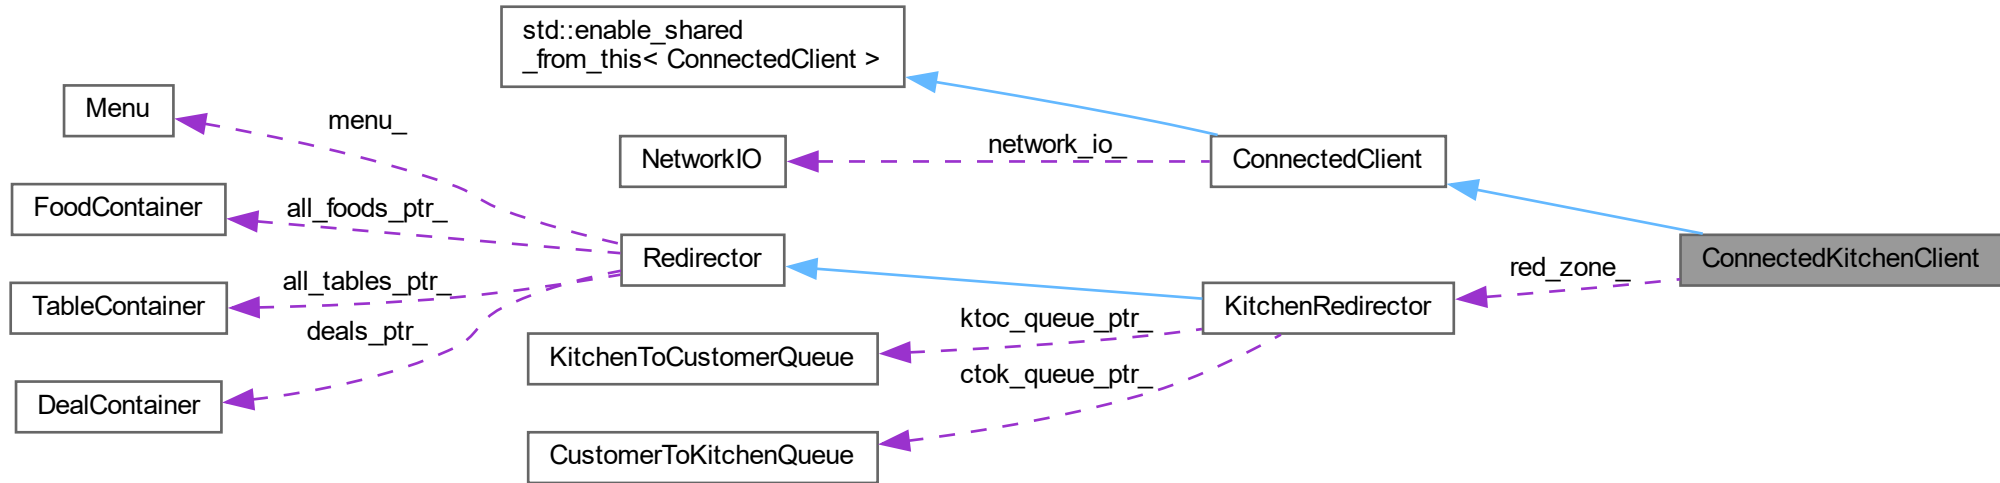 std::enable_shared
_from_this< ConnectedClient >
Menu
menu_
NetworkIO
network_io_
ConnectedClient
FoodContainer
all_foods_ptr_
Redirector
red_zone_
ConnectedKitchenClient
TableContainer
all_tables_ptr_
KitchenRedirector
deals_ptr_
ktoc_queue_ptr_
KitchenToCustomerQueue
ctok_queue_ptr_
DealContainer
CustomerToKitchenQueue